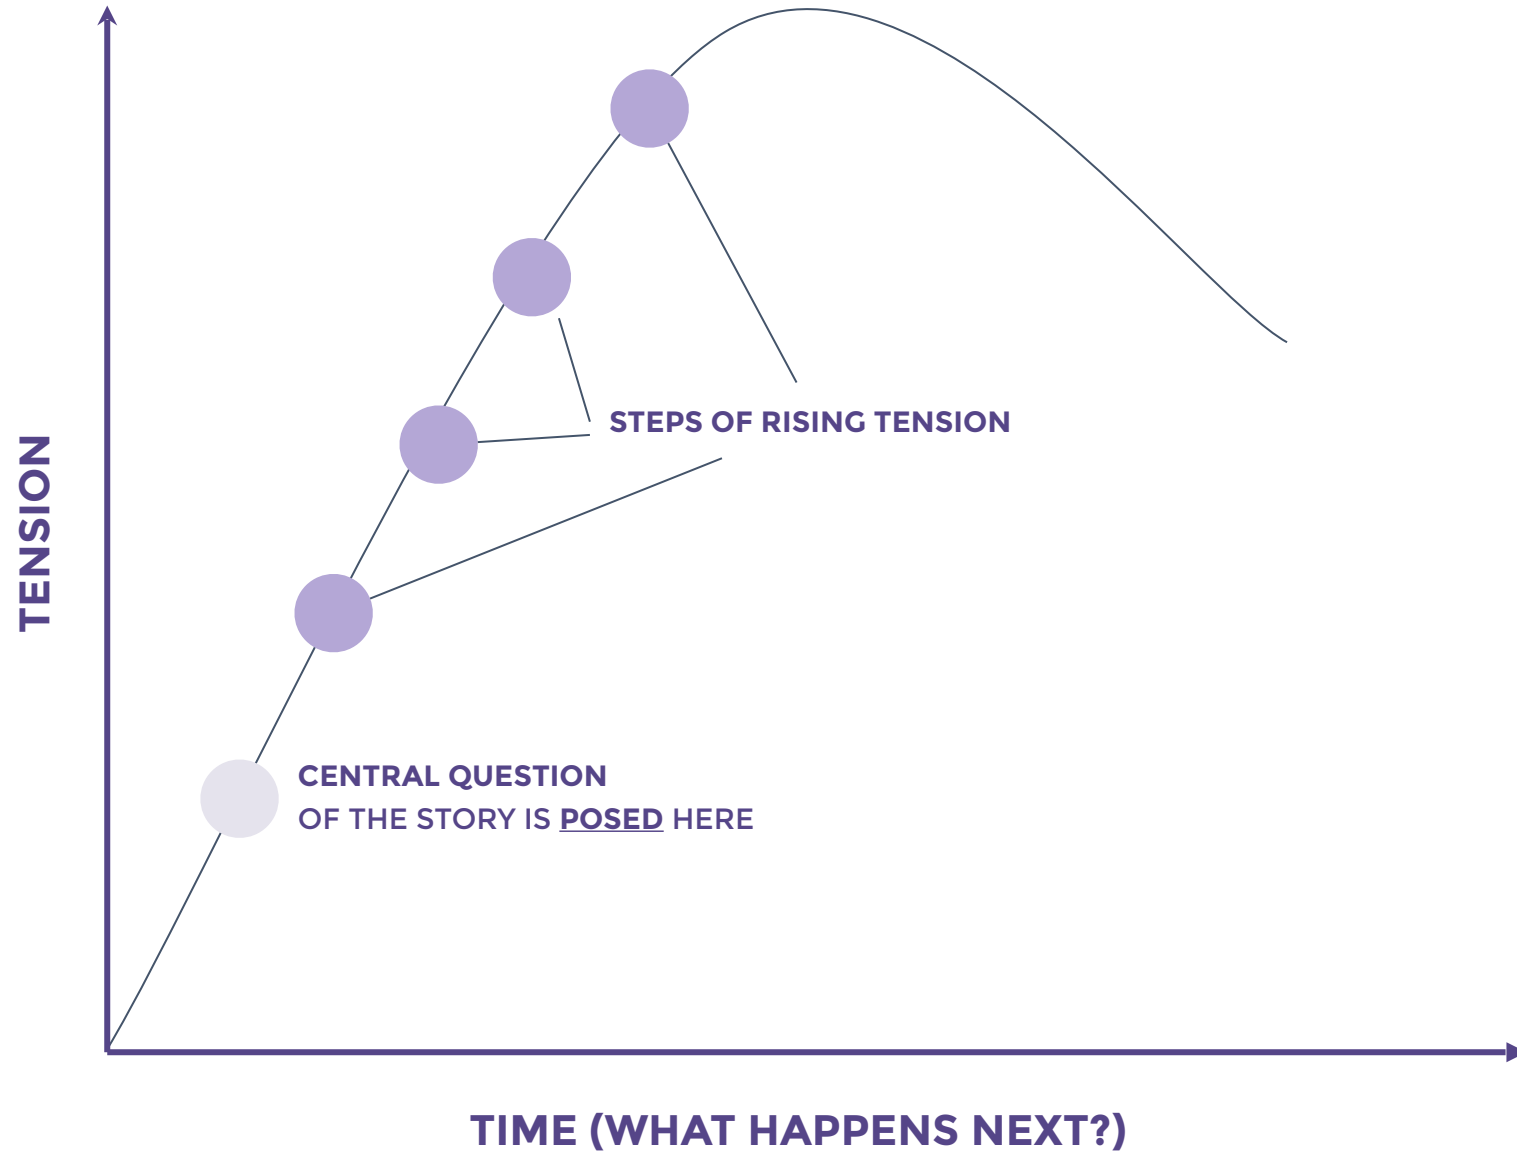 TENSION
STEPS OF RISING TENSION
CENTRAL QUESTION
OF THE STORY IS POSED HERE
TIME (WHAT HAPPENS NEXT?)